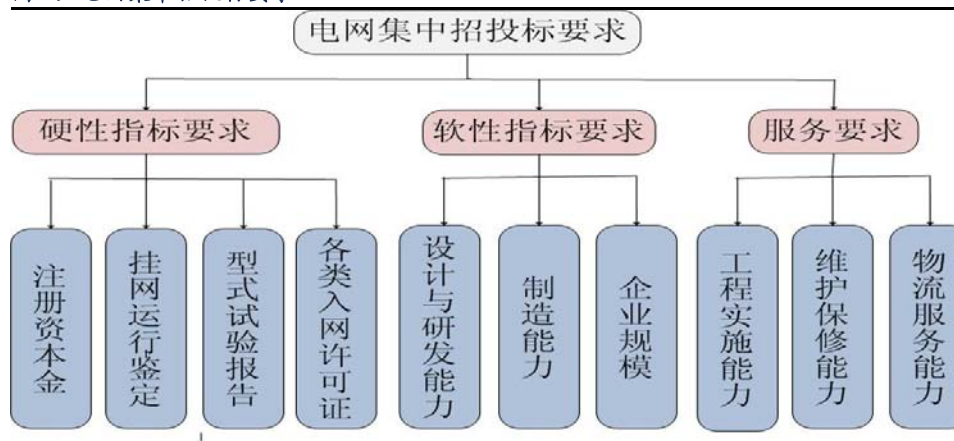 电网集中招投标要求
硬性指标要求
软性指标要求
服务要求
注册资本金
挂网运行鉴定
型式试验报告
各类入网许可证
设计与研发能力
制造能力
企业规模
工程实施能力
维护保修能力
物流服务能力